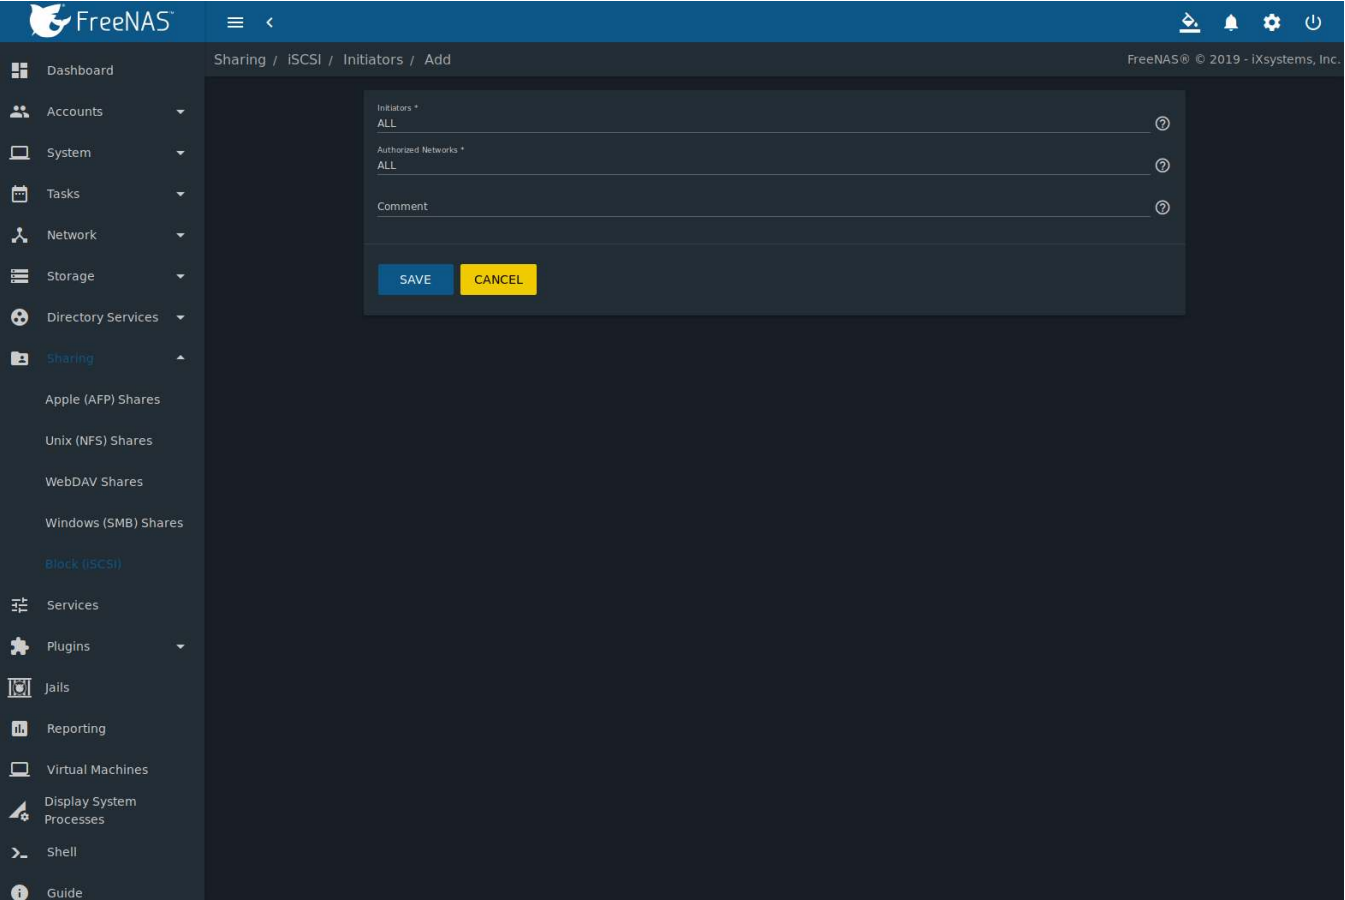 FreeNAS™
Sharing / iSCSI / Initiators / Add
FreeNAS® © 2019 - iXsystems, Inc.
Dashboard
Accounts
System
Tasks
Network
Storage
Directory Services
Sharing
Apple (AFP) Shares
Unix (NFS) Shares
WebDAV Shares
Windows (SMB) Shares
Block (iSCSI)
Services
Plugins
Jails
Reporting
Virtual Machines
Display System
Processes
Shell
Guide
Initiators *
ALL
Authorized Networks *
ALL
Comment
SAVE CANCEL